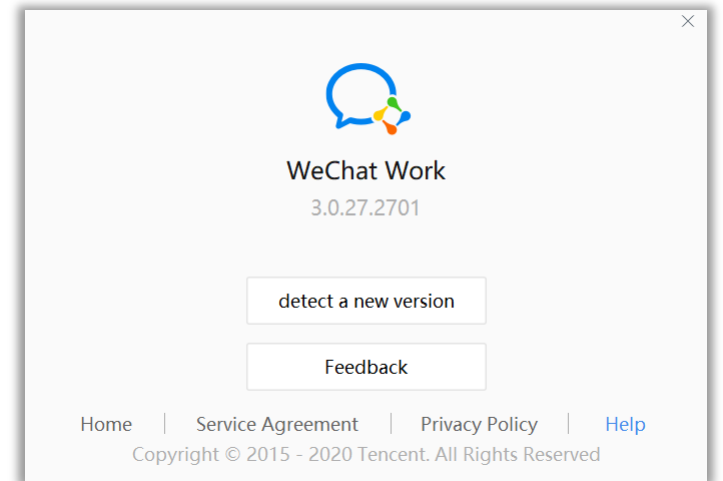 WeChat Work
3.0.27.2701
detect a new version
Feedback
Home | Service Agreement | Privacy Policy | Help
Copyright © 2015 - 2020 Tencent. All Rights Reserved